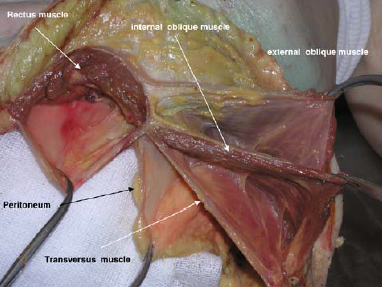 Rectus muscle
internal oblique muscle
external oblique muscle
Peritoneum
Transversus muscle